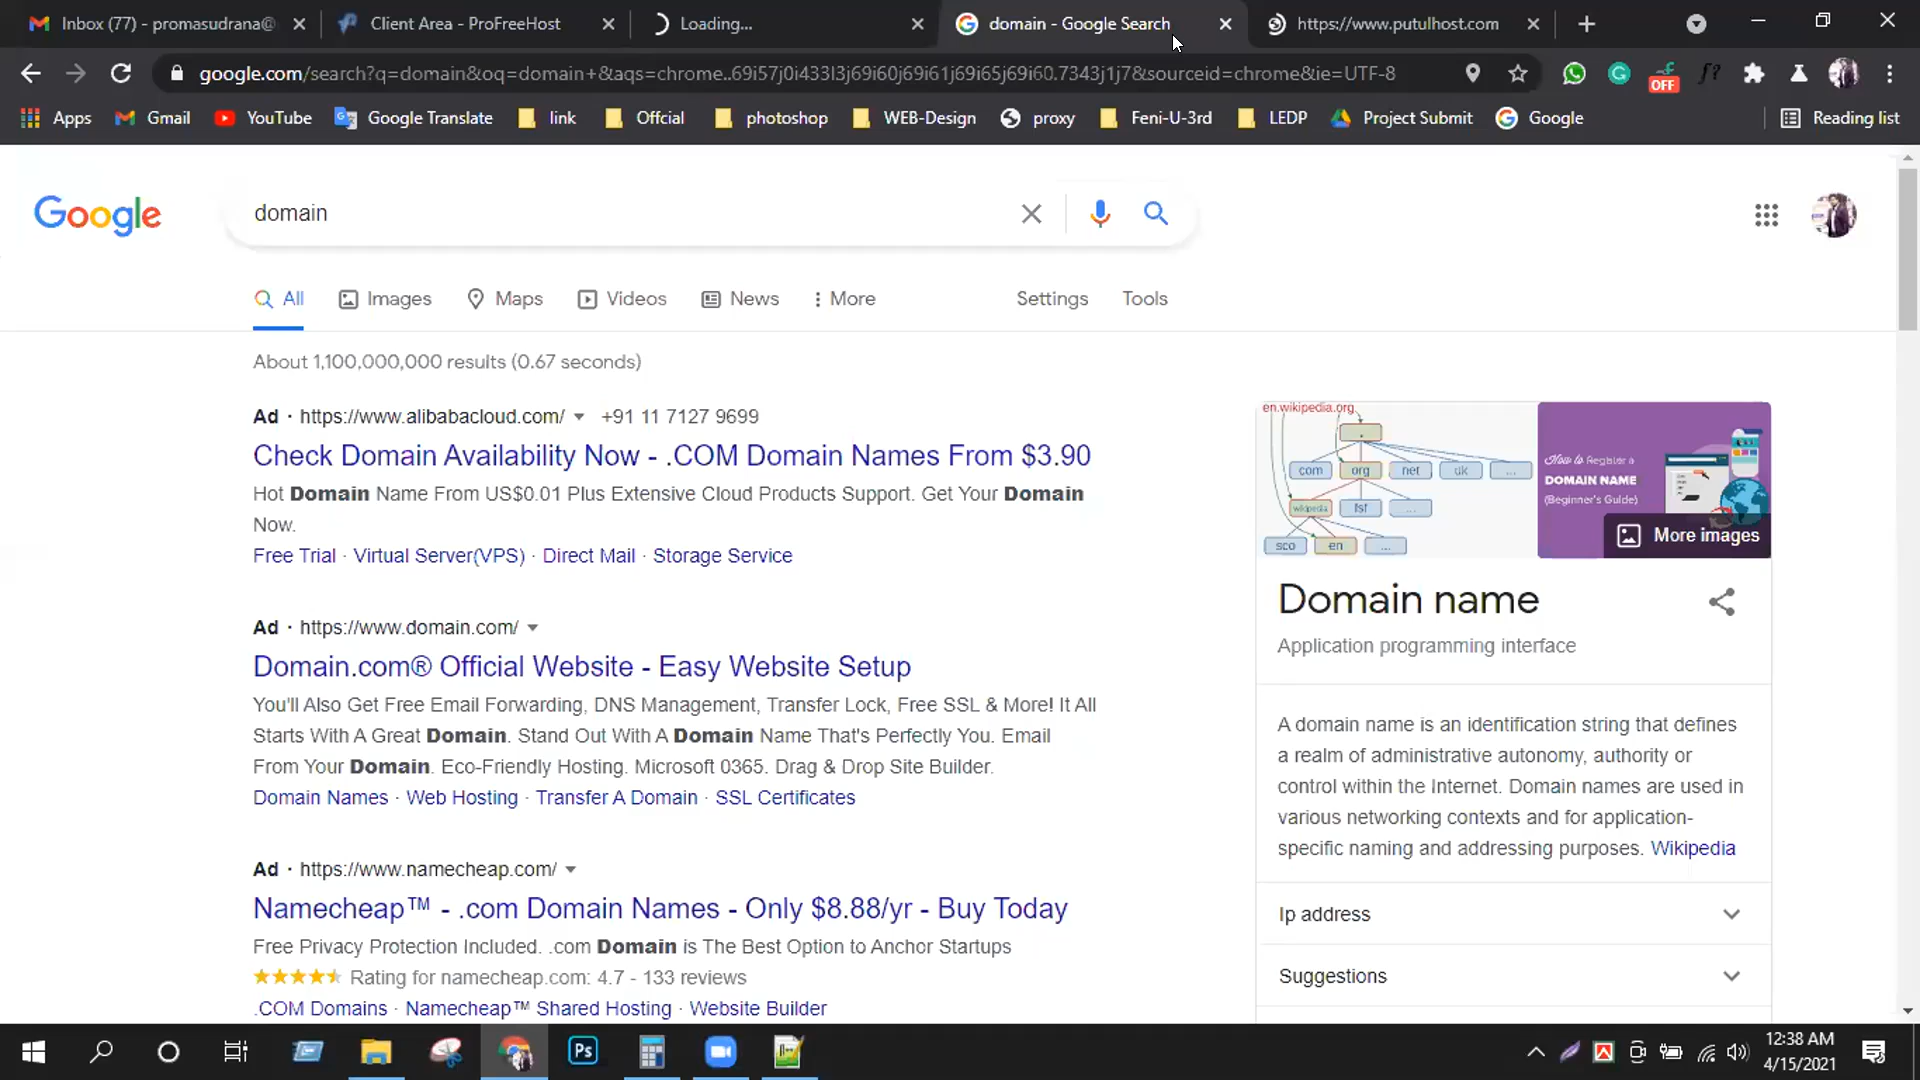 Inbox (77) - promasudrana@
Client Area - ProFreeHost
Loading...
domain - Google Search
https://www.putulhost.com
google.com/search?q=domain&oq=domain+&aqs=chrome..69i57j0i433l3j69i60j69i61j69i65j69i60.7343j1j7&sourceid=chrome&ie=UTF-8
OFF
f?
Apps
Gmail
YouTube
Google Translate
link
Offcial
photoshop
WEB-Design
proxy
Feni-U-3rd
LEDP
Project Submit
Google
Reading list
Google
domain
All
Images
Maps
Videos
News
More
Settings
Tools
About 1,100,000,000 results (0.67 seconds)
Ad · https://www.alibabacloud.com/ +91 11 7127 9699
Check Domain Availability Now - .COM Domain Names From $3.90
Hot Domain Name From US$0.01 Plus Extensive Cloud Products Support. Get Your Domain
Now.
Free Trial · Virtual Server(VPS) · Direct Mail · Storage Service
Ad · https://www.domain.com/
Domain.com® Official Website - Easy Website Setup
You'll Also Get Free Email Forwarding, DNS Management, Transfer Lock, Free SSL & More! It All
Starts With A Great Domain. Stand Out With A Domain Name That's Perfectly You. Email
From Your Domain. Eco-Friendly Hosting. Microsoft 0365. Drag & Drop Site Builder.
Domain Names · Web Hosting · Transfer A Domain · SSL Certificates
Ad · https://www.namecheap.com/
Namecheap™ - .com Domain Names - Only $8.88/yr - Buy Today
Free Privacy Protection Included. .com Domain is The Best Option to Anchor Startups
Rating for namecheap.com: 4.7 - 133 reviews
.COM Domains · Namecheap™ Shared Hosting · Website Builder
en.wikipedia.org
com
org
net
uk
...
wikipedia
fsf
...
sco
en
...
How to Register a
DOMAIN NAME
(Beginner's Guide)
More images
Domain name
Application programming interface
A domain name is an identification string that defines
a realm of administrative autonomy, authority or
control within the Internet. Domain names are used in
various networking contexts and for application-
specific naming and addressing purposes. Wikipedia
Ip address
Suggestions
Ps
12:38 AM
4/15/2021